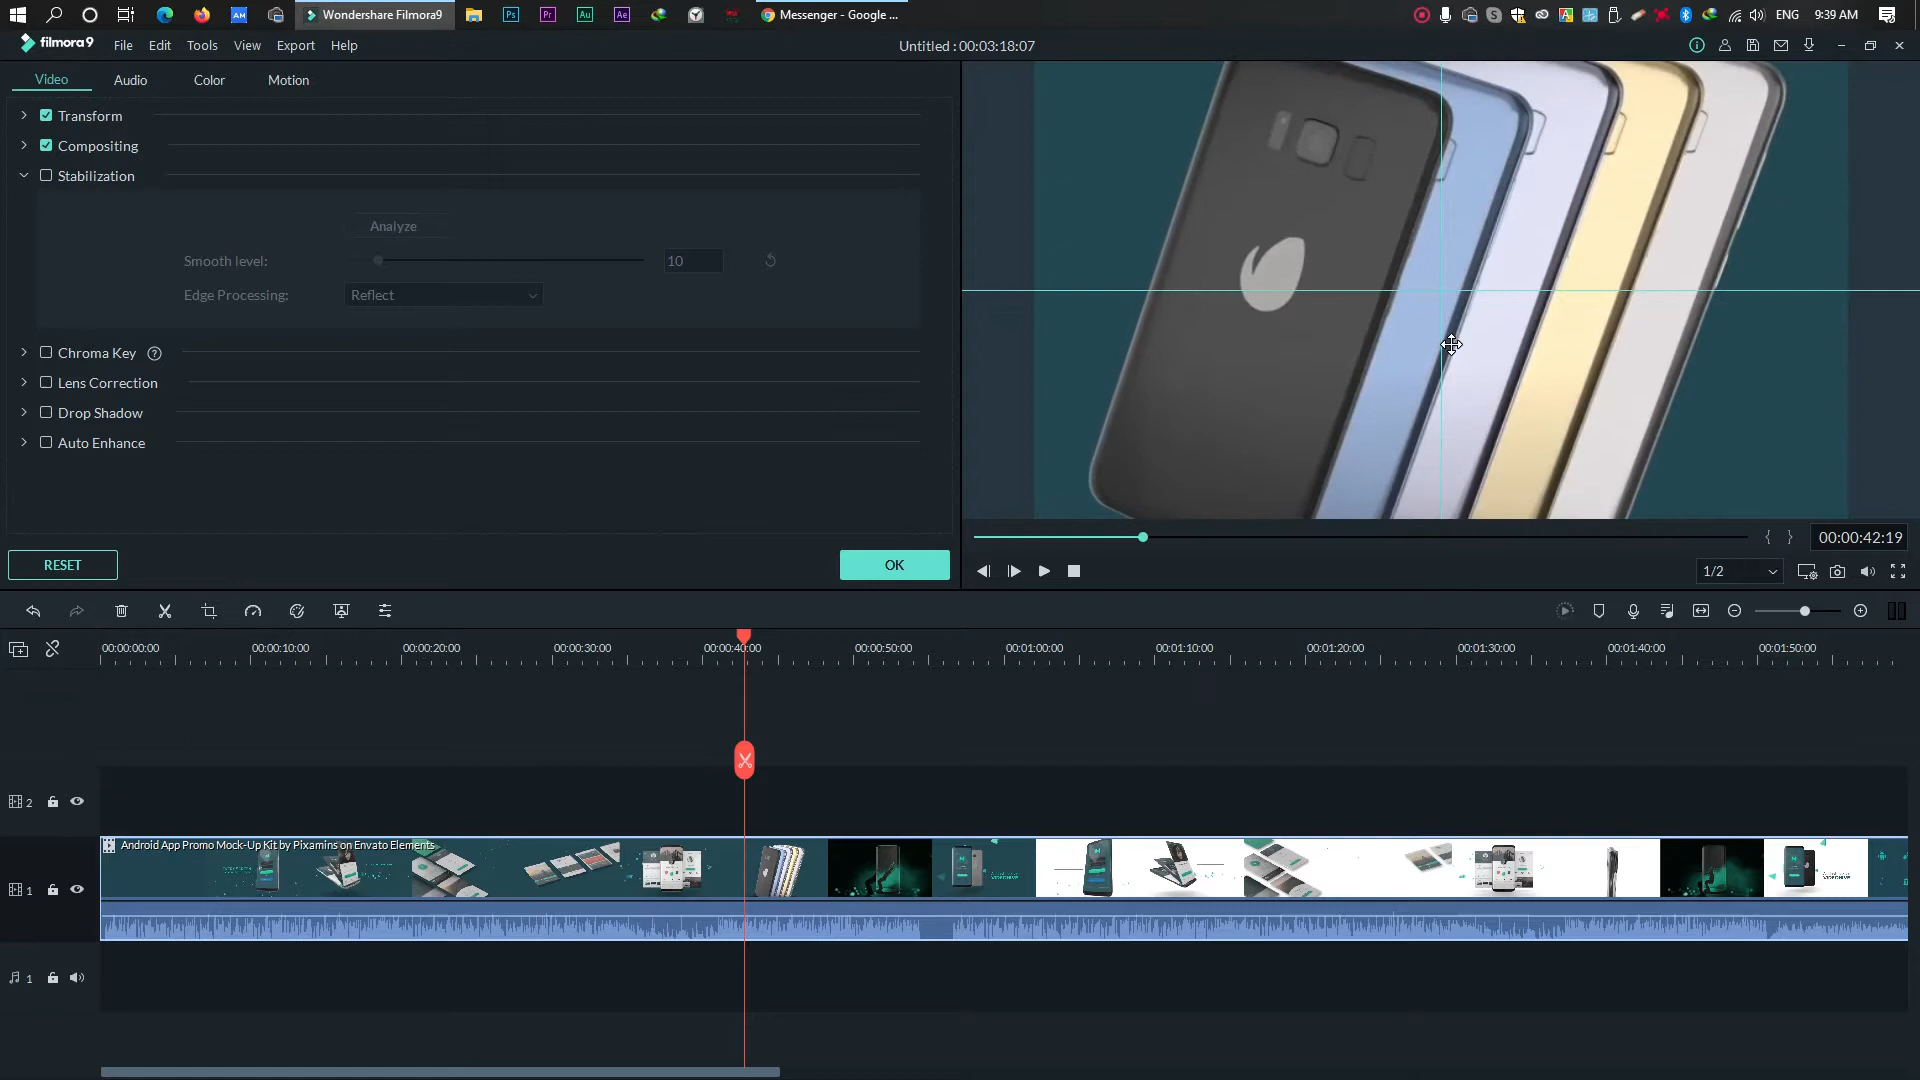 Ps
Pr
Au
Ae
Wondershare Filmora9
Messenger - Google ...
ENG
9:39 AM
filmora9
File
Edit
Tools
View
Export
Help
Untitled : 00:03:18:07
Video
Audio
Color
Motion
Transform
Compositing
Stabilization
Analyze
Smooth level:
10
Edge Processing:
Reflect
Chroma Key
?
Lens Correction
Drop Shadow
Auto Enhance
RESET
OK
{ }
00:00:42:19
1/2
00:00:00:00
00:00:10:00
00:00:20:00
00:00:30:00
00:00:40:00
00:00:50:00
00:01:00:00
00:01:10:00
00:01:20:00
00:01:30:00
00:01:40:00
00:01:50:00
2
Android App Promo Mock-Up Kit by Pixamins on Envato Elements
1
1